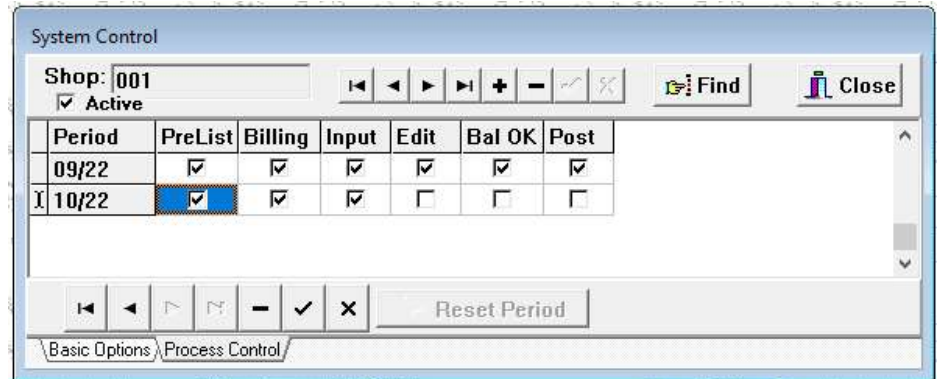 System Control
Shop: 001
Active
Find
Close
Period PreList Billing Input Edit Bal OK Post
09/22
10/22
Reset Period
Basic Options Process Control